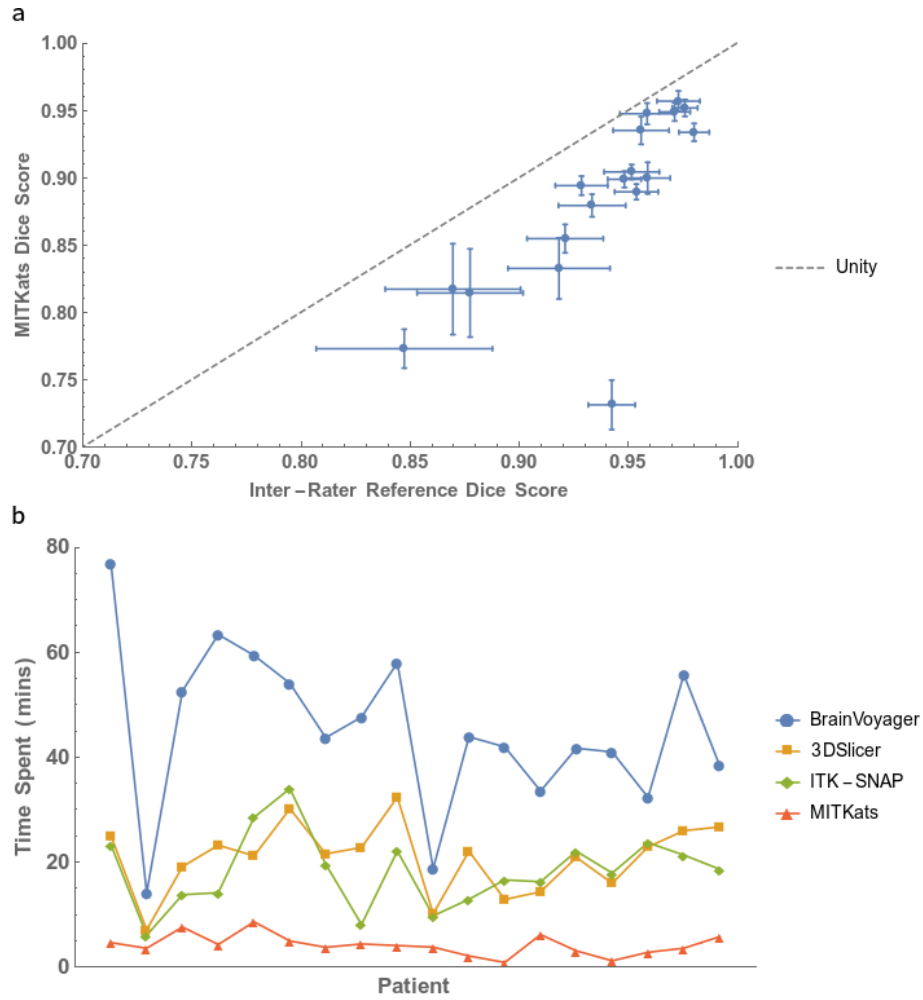 a
1.00
0.95
0.90
0.85
0.80
0.75
0.70
MITKats Dice Score
0.70 0.75 0.80 0.85 0.90 0.95 1.00
Inter–Rater Reference Dice Score
Unity
b
80
60
40
20
0
Time Spent (mins)
Patient
BrainVoyager
3DSlicer
ITK–SNAP
MITKats